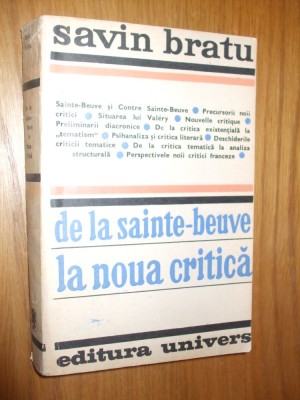 savin bratu
Sainte-Beuve și Contre Sainte-Beuve ● Precursorii noii
critici ● Situarea lui Valéry ● Nouvelle critique ●
Preliminarii diacronice ● De la critica existențială la
„tematism" ● Psihanaliza și critica literară ● Deschiderile
criticii tematice ● De la critica tematică la analiza
structurală ● Perspectivele noii critici franceze ●
de la sainte-beuve
la noua critică
editura univers